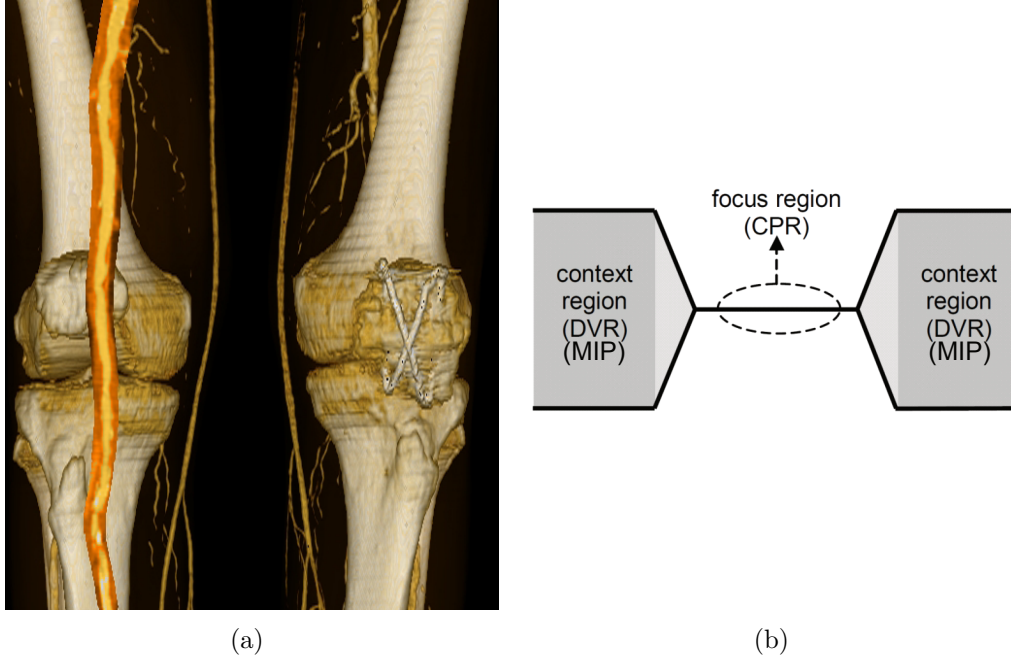 focus region
(CPR)
context
region
(DVR)
(MIP)
context
region
(DVR)
(MIP)
(a)
(b)